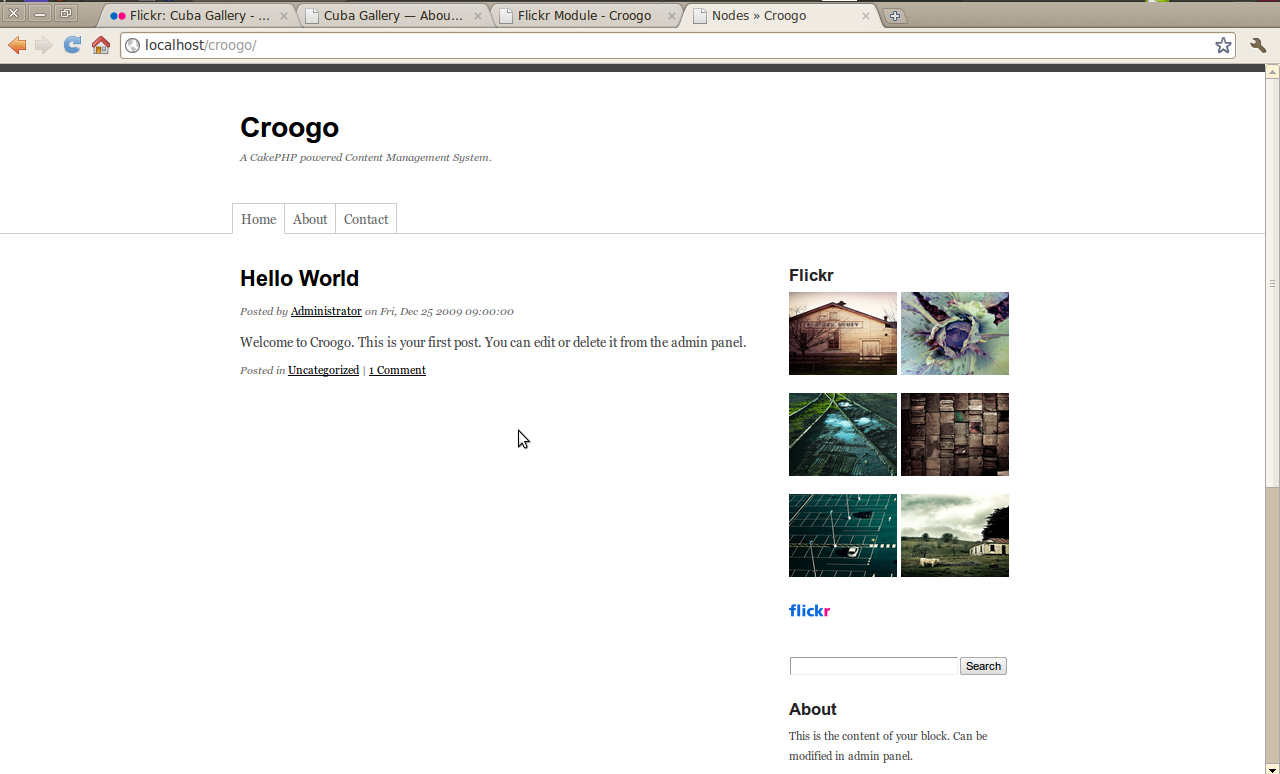 Flickr: Cuba Gallery - ...
Cuba Gallery — Abou...
Flickr Module - Croogo
Nodes » Croogo
localhost/croogo/
Croogo
A CakePHP powered Content Management System.
Home
About
Contact
Hello World
Posted by Administrator on Fri, Dec 25 2009 09:00:00
Welcome to Croogo. This is your first post. You can edit or delete it from the admin panel.
Posted in Uncategorized | 1 Comment
Flickr
flickr
Search
About
This is the content of your block. Can
modified in admin panel.